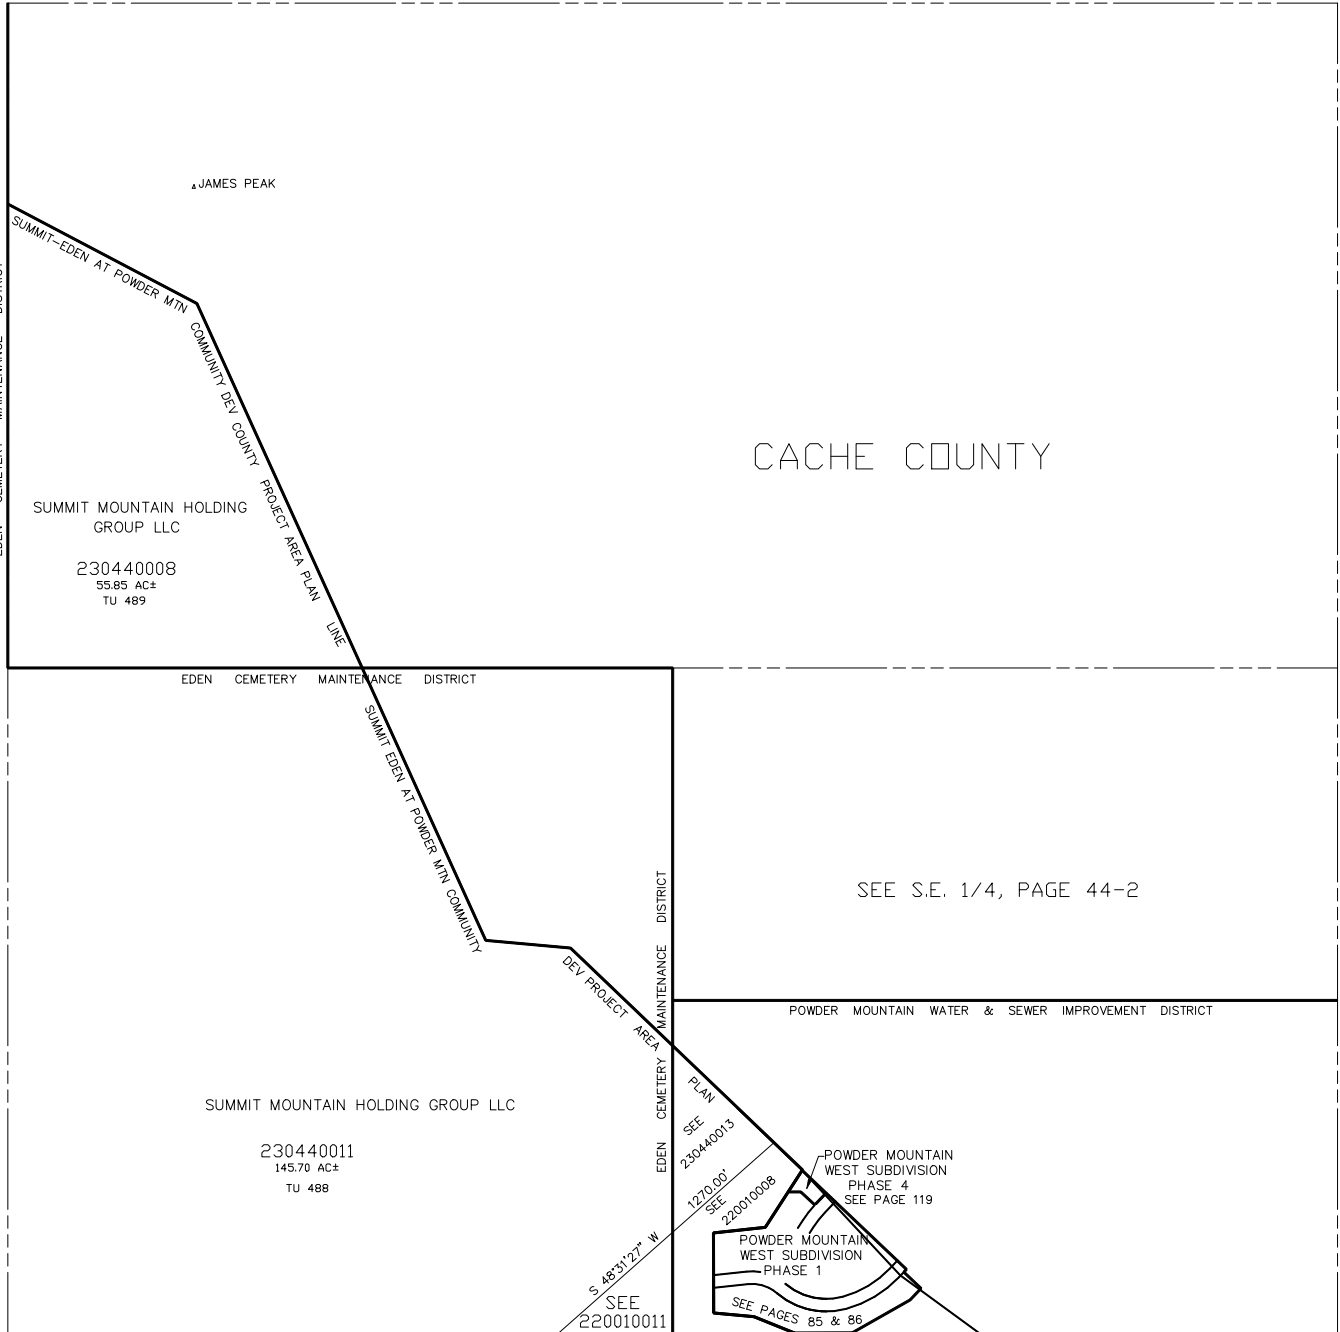 JAMES PEAK
SUMMIT-EDEN AT POWDER MTN
COMMUNITY DEV COUNTY PROJECT AREA PLAN LINE
EDEN CEMETERY MAINTENANCE DISTRICT
CACHE COUNTY
SUMMIT MOUNTAIN HOLDING
GROUP LLC
230440008
55.85 AC±
TU 489
EDEN CEMETERY MAINTENANCE DISTRICT
SUMMIT EDEN AT POWDER MTN COMMUNITY
DEV PROJECT AREA PLAN
EDEN CEMETERY MAINTENANCE DISTRICT
SEE S.E. 1/4, PAGE 44-2
POWDER MOUNTAIN WATER & SEWER IMPROVEMENT DISTRICT
SUMMIT MOUNTAIN HOLDING GROUP LLC
230440011
145.70 AC±
TU 488
SEE
230440013
S 48°31'27" W 1270.00'
SEE
220010008
POWDER MOUNTAIN
WEST SUBDIVISION
PHASE 4
SEE PAGE 119
POWDER MOUNTAIN
WEST SUBDIVISION
PHASE 1
SEE PAGES 85 & 86
SEE
220010011